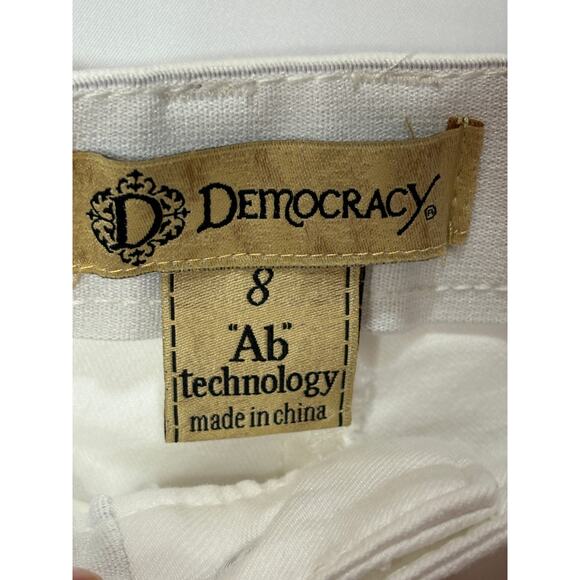 D DEMOCRACY®
8
"Ab"
technology
made in china